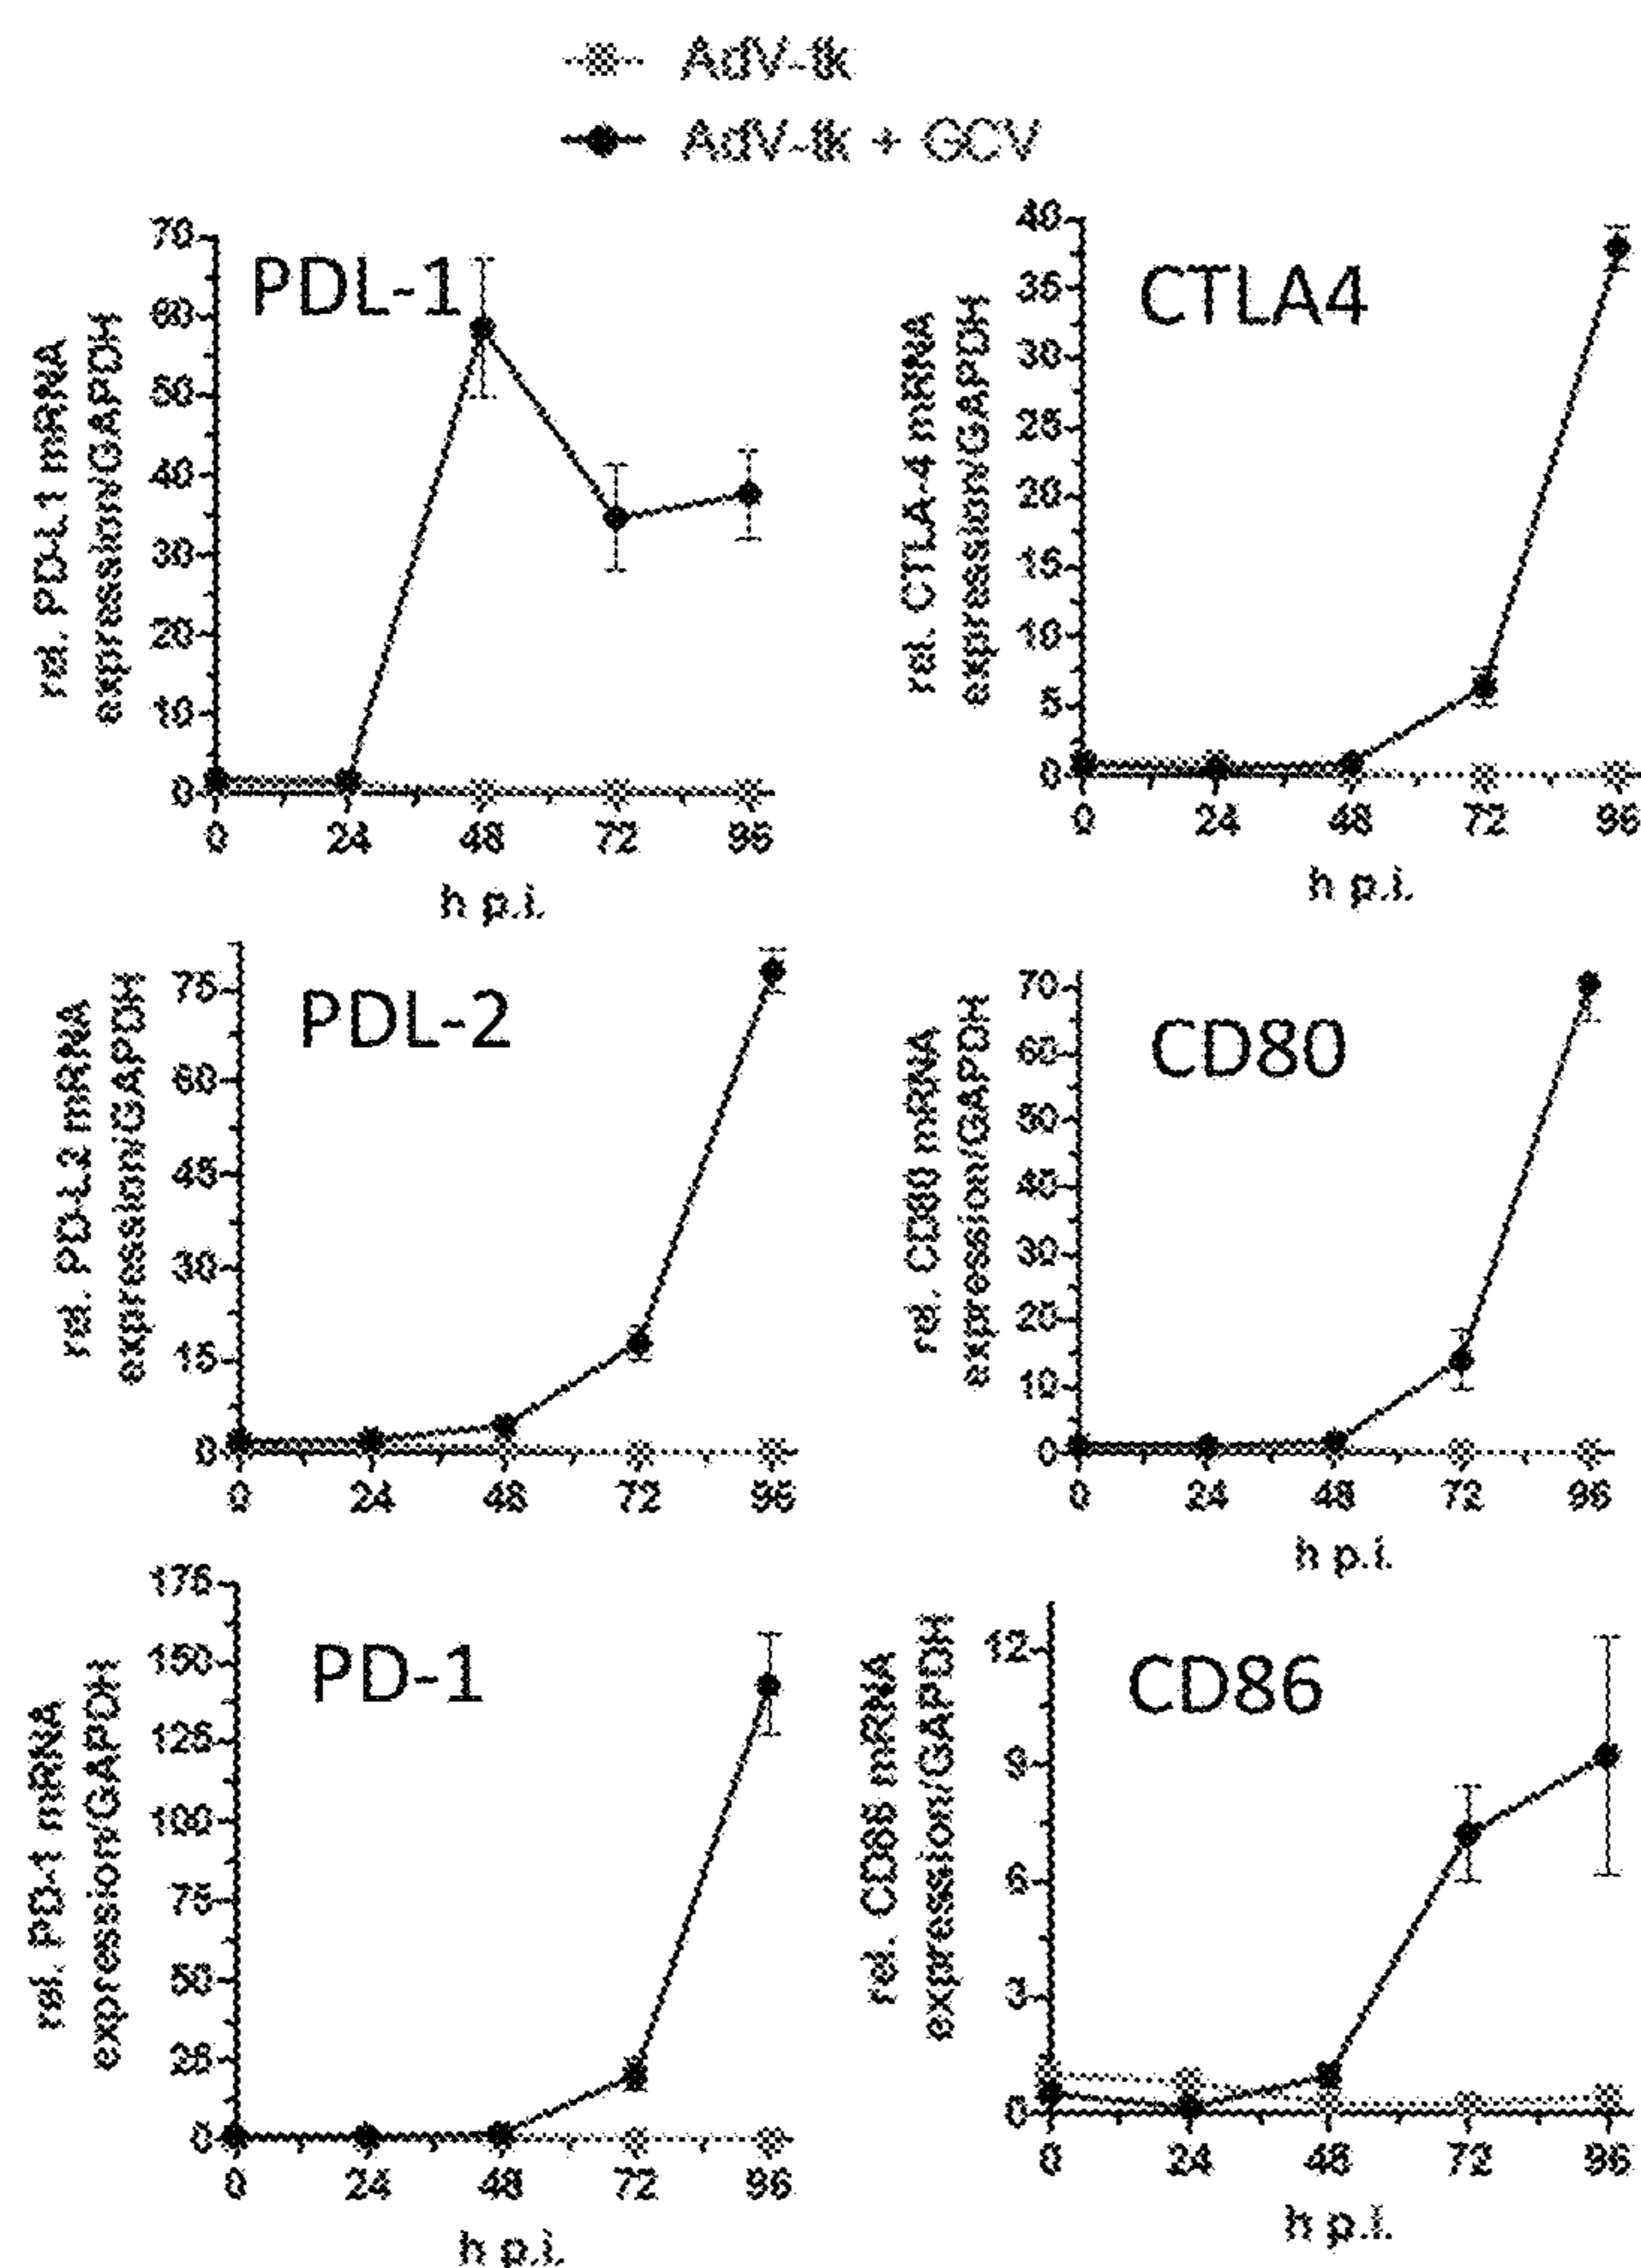 AdV-tk
AdV-tk + GCV
PDL-1
rel. PD-L1 mRNA
expression/GAPDH
70
60
50
40
30
20
10
0
0 24 48 72 96
h p.i.
CTLA4
rel. CTLA-4 mRNA
expression/GAPDH
40
35
30
25
20
15
10
5
0
0 24 48 72 96
h p.i.
PDL-2
rel. PD-L2 mRNA
expression/GAPDH
75
60
45
30
15
0
0 24 48 72 96
CD80
rel. CD80 mRNA
expression/GAPDH
70
60
50
40
30
20
10
0
0 24 48 72 96
h p.i.
PD-1
rel. PD-1 mRNA
expression/GAPDH
175
150
125
100
75
50
25
0
0 24 48 72 96
h p.i.
CD86
rel. CD86 mRNA
expression/GAPDH
12
9
6
3
0
0 24 48 72 96
h p.i.